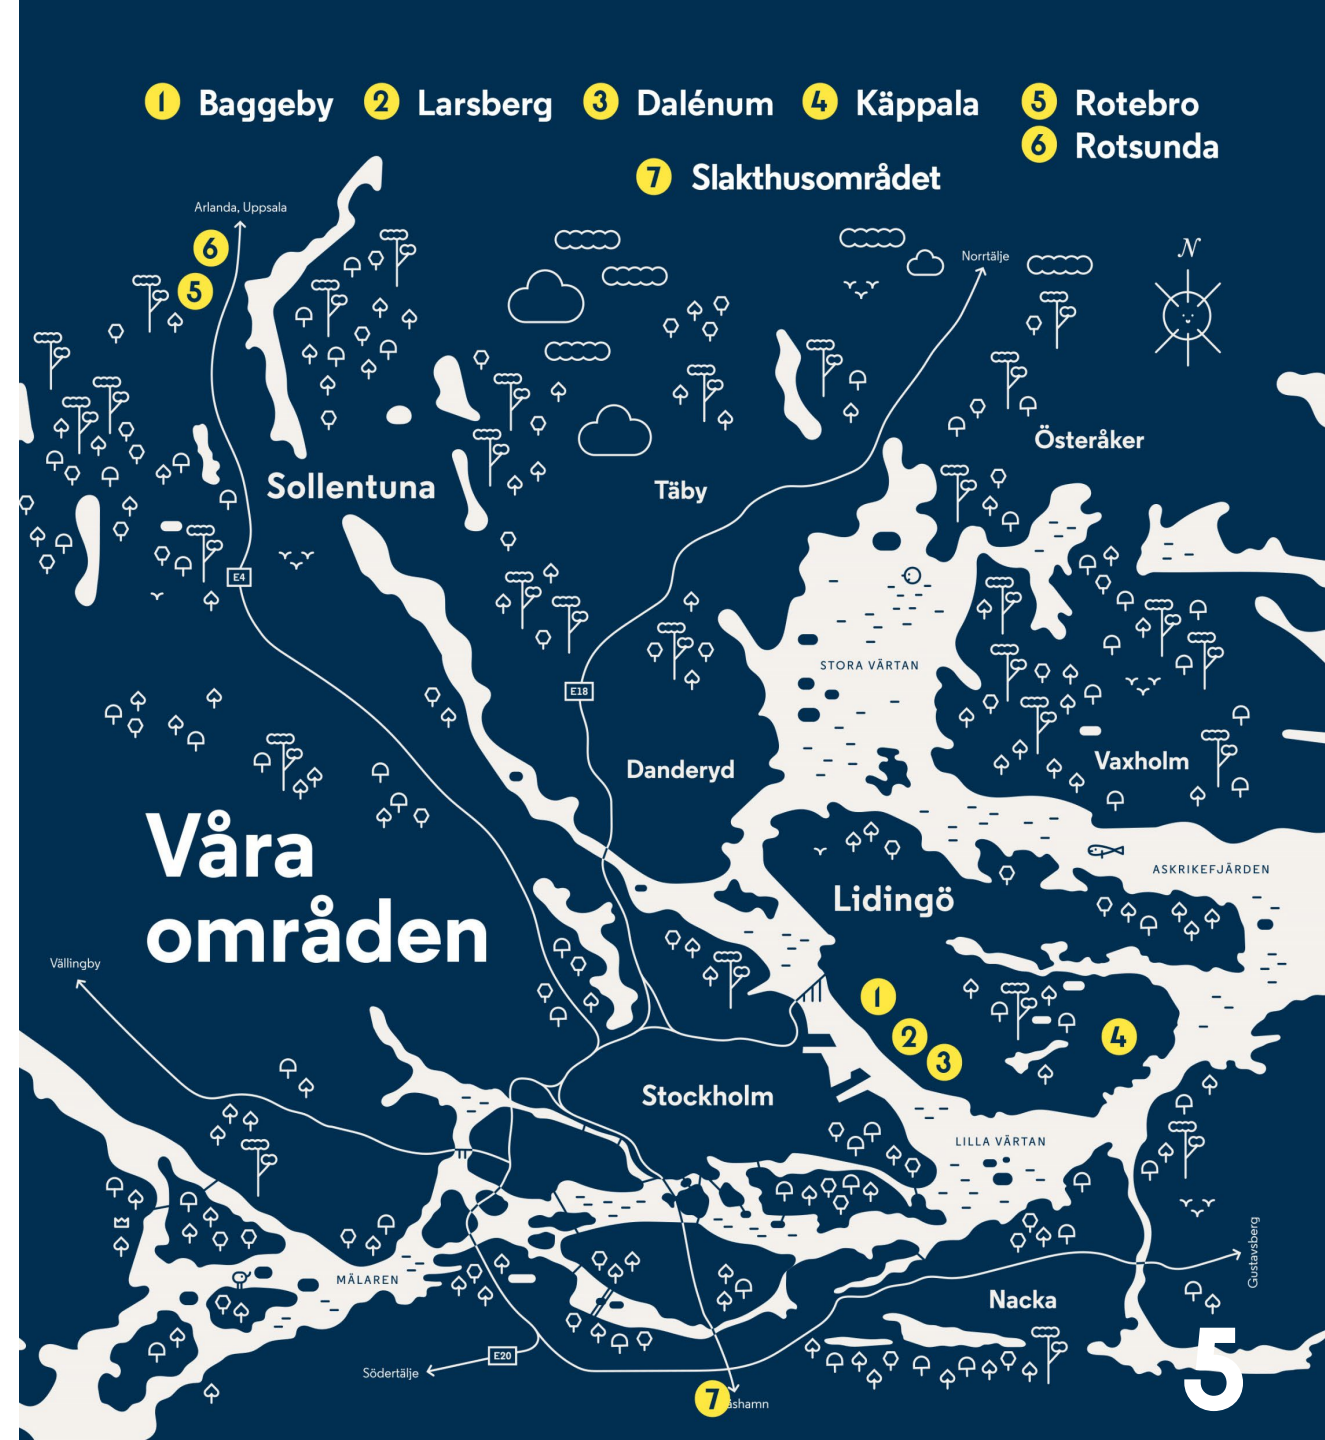 1 Baggeby 2 Larsberg 3 Dalénum 4 Käppala 5 Rotebro
6 Rotsunda
7 Slakthusområdet
Arlanda, Uppsala
6
5
N
Norrtälje
Österåker
Sollentuna
Täby
E4
STORA VÄRTAN
E18
Danderyd
Vaxholm
Våra
områden
ASKRIKEFJÄRDEN
Lidingö
Vällingby
1
2
3
4
Stockholm
LILLA VÄRTAN
Gustavsberg
MÄLAREN
Nacka
E20
Södertälje
7
5